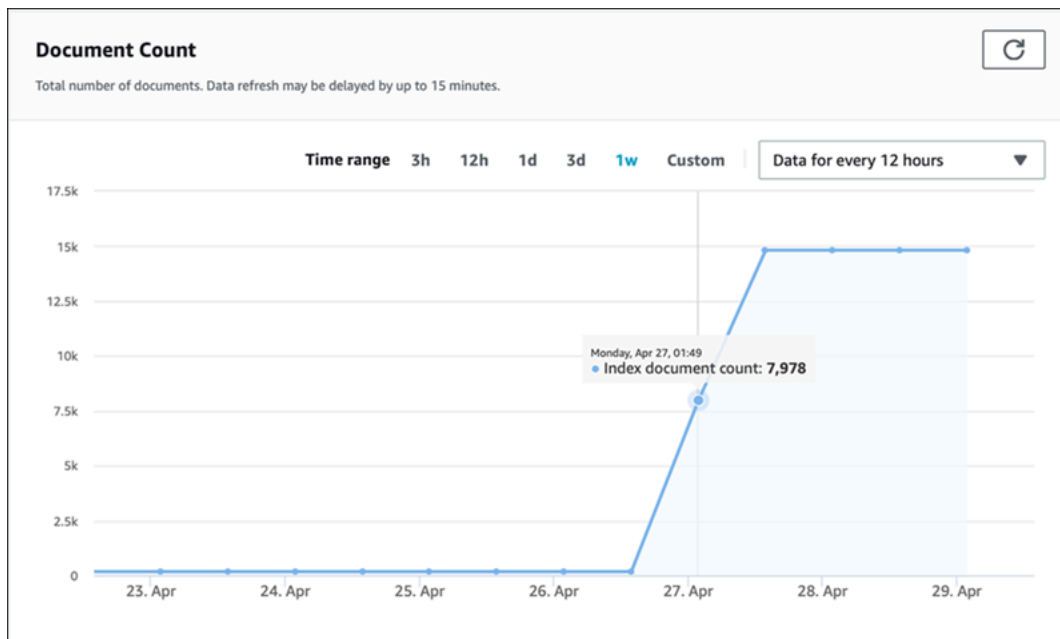 Document Count
Total number of documents. Data refresh may be delayed by up to 15 minutes.
Time range 3h 12h 1d 3d 1w Custom Data for every 12 hours
17.5k
15k
12.5k
10k
Monday, Apr 27, 01:49
Index document count: 7,978
7.5k
5k
2.5k
0
23. Apr 24. Apr 25. Apr 26. Apr 27. Apr 28. Apr 29. Apr